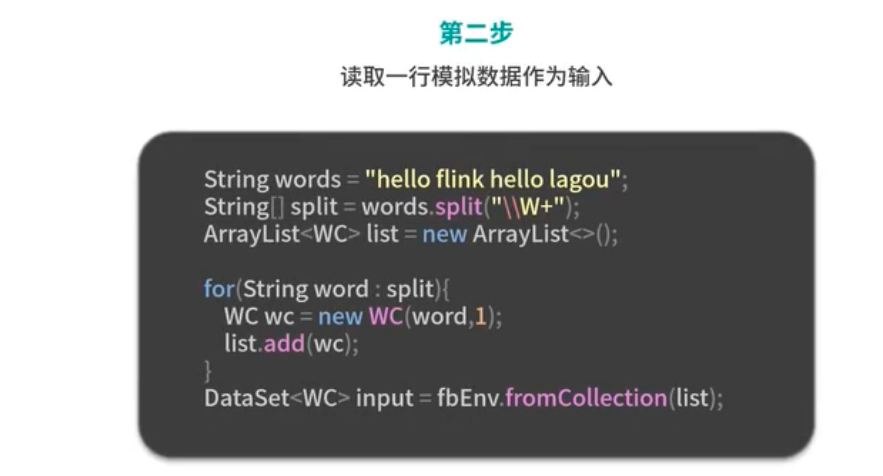 第二步
读取一行模拟数据作为输入
String words = "hello flink hello lagou";
String[] split = words.split("\\W+");
ArrayList<WC> list = new ArrayList<>();
for(String word : split){
WC wc = new WC(word,1);
list.add(wc);
}
DataSet<WC> input = fbEnv.fromCollection(list);